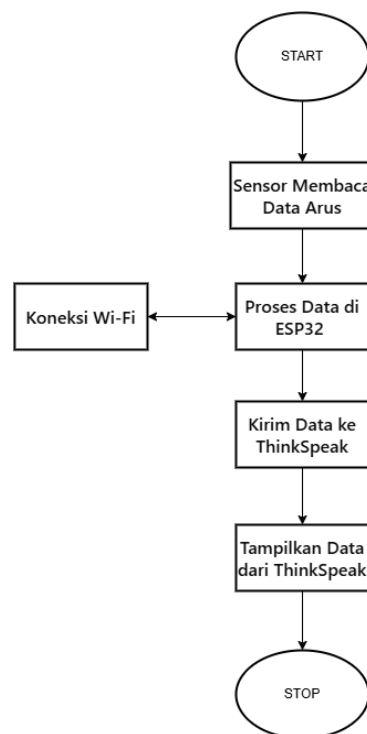 START
Sensor Membaca
Data Arus
Koneksi Wi-Fi
Proses Data di
ESP32
Kirim Data ke
ThinkSpeak
Tampilkan Data
dari ThinkSpeak
STOP